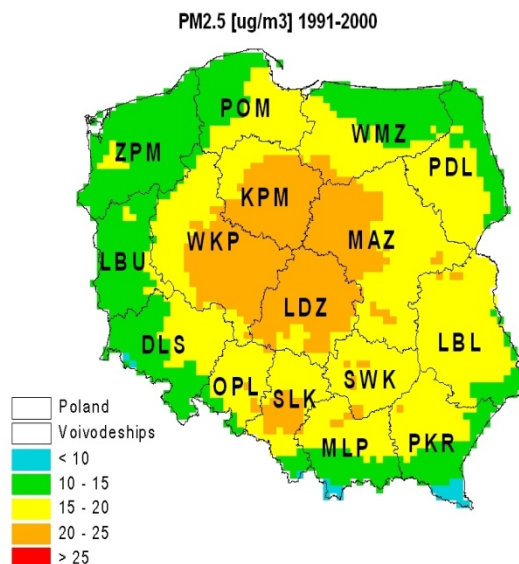 PM2.5 [ug/m3] 1991-2000
POM
ZPM
WMZ
PDL
KPM
WKP
MAZ
LBU
LDZ
DLS
LBL
OPL
SLK
SWK
MLP
PKR
Poland
Voivodeships
< 10
10 - 15
15 - 20
20 - 25
> 25